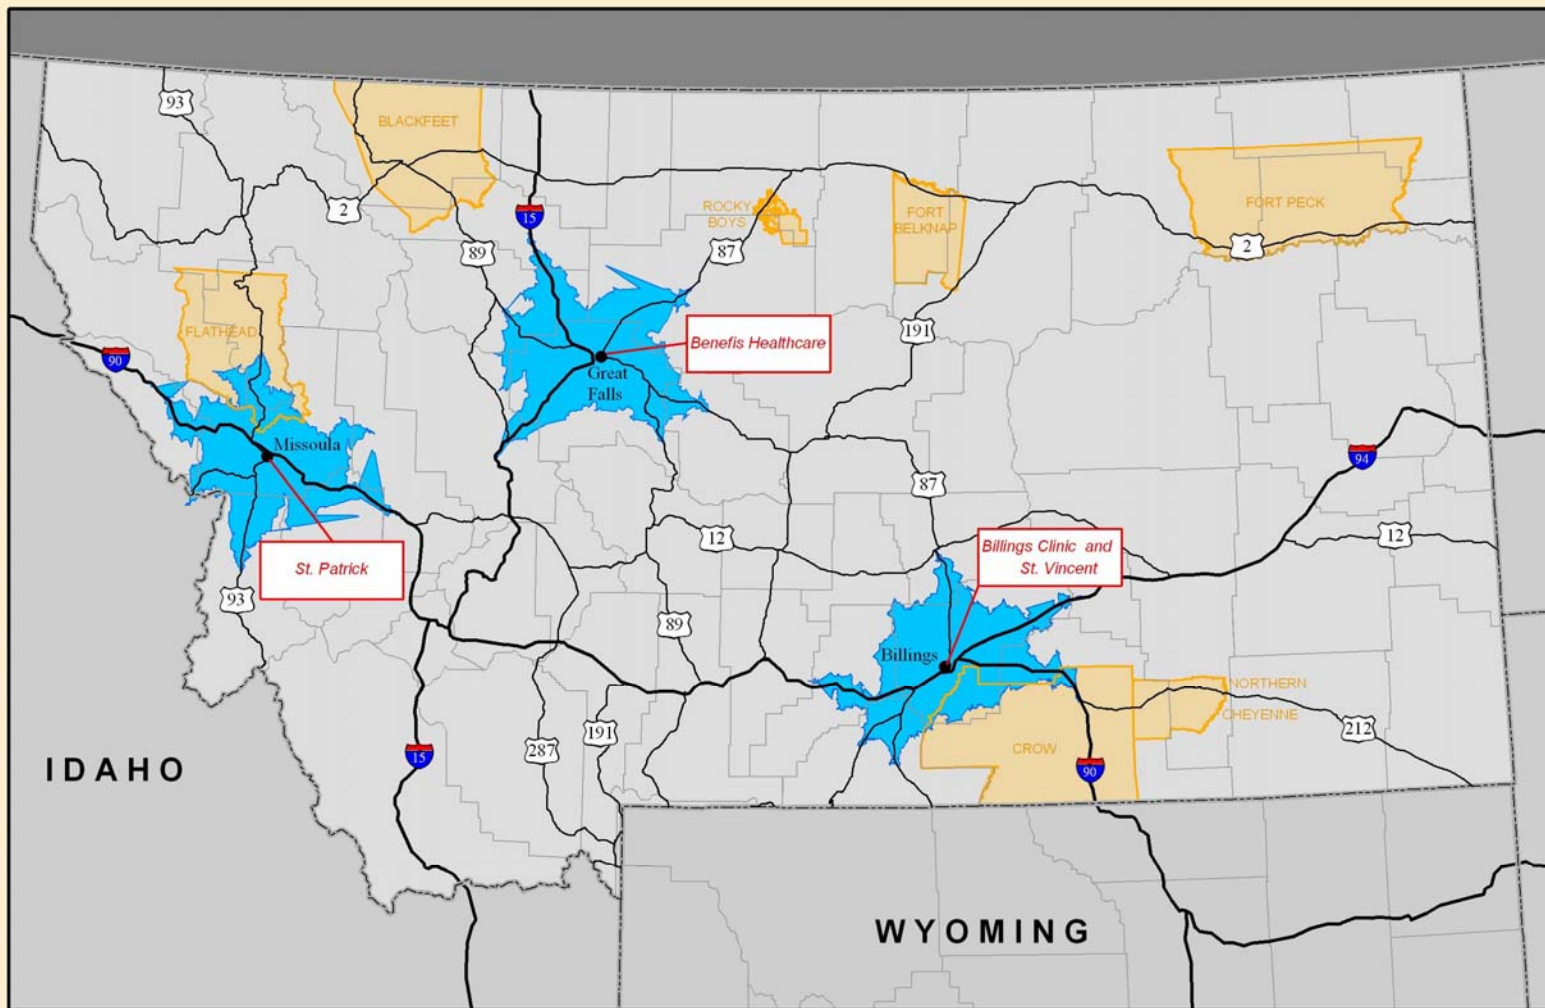 93
BLACKFEET
2
15
89
ROCKY
BOYS
87
FORT
BELKNAP
FORT PECK
2
191
FLATHEAD
90
Benefis Healthcare
Great
Falls
Missoula
94
87
12
12
St. Patrick
Billings Clinic and
St. Vincent
93
89
Billings
NORTHERN
CHEYENNE
212
191
287
15
CROW
90
IDAHO
WYOMING